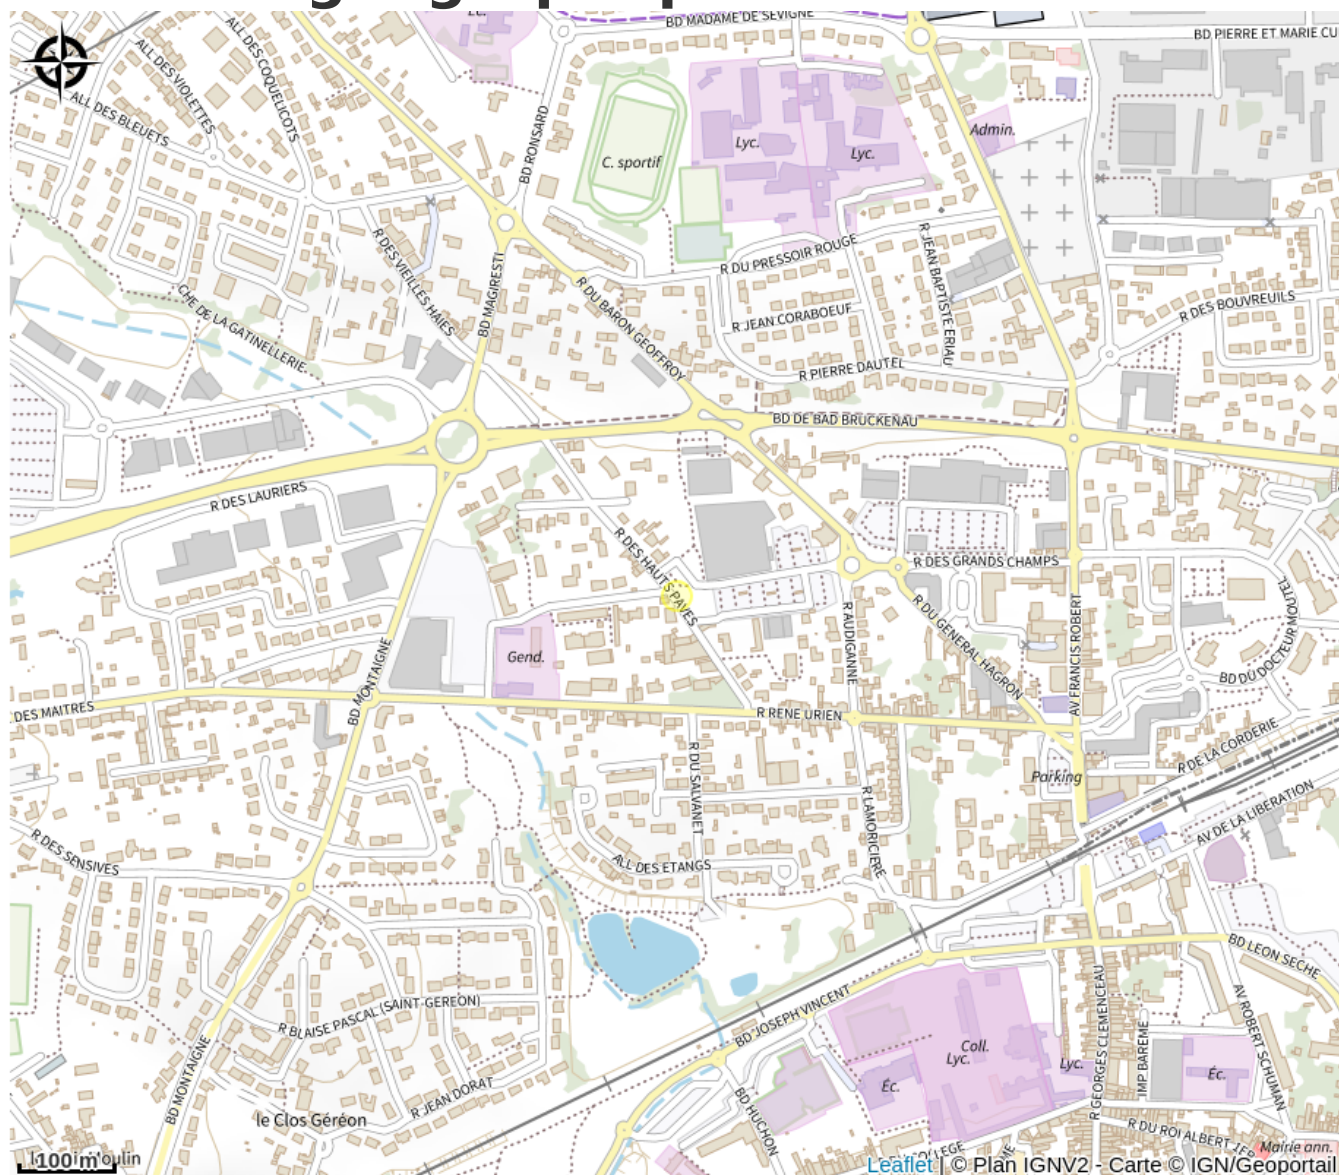 BD MADAME DE SEVIGNE
BD PIERRE ET MARIE CU
ALL DES VIOLETTES
ALL DES COQUELICOTS
ALL DES BLEUETS
BD RONSARD
C. sportif
Lyc.
Lyc.
Admin.
R DES VIEILLES HAIES
BD MAGIRESTI
R DU PRESSOIR ROUGE
R JEAN BAPTISTE ERIAU
CHE DE LA GATINELLERIE
R DU BARON GEOFFROY
R JEAN CORABOEUF
R DES BOUVREUILS
R PIERRE DAUTEL
BD DE BAD BRUCKENAU
R DES LAURIERS
R DES HAUTS PAVES
R DES GRANDS CHAMPS
R AUDIGANNE
R DU GENERAL HAGRON
AV FRANCIS ROBERT
BD DU DOCTEUR MOUTEL
Gend.
BD MONTAIGNE
DES MAITRES
R RENE URIEN
R DU SALVANET
R LAMORICIERE
Parking
R DE LA CORDERIE
AV DE LA LIBERATION
R DES SENSIVES
ALL DES ETANGS
BD LEON SECHE
R BLAISE PASCAL (SAINT-GEREON)
BD JOSEPH VINCENT
R GEORGES CLEMENCEAU
AV ROBERT SCHUMAN
IMP BAREME
Coll.
Lyc.
Lyc.
Éc.
Éc.
BD MONTAIGNE
R JEAN DORAT
le Clos Géréon
BD HUCHON
R DU ROI ALBERT 1ER
Mairie ann.
100 m
Leaflet | © Plan IGNV2 - Carte © IGN/Geoportai